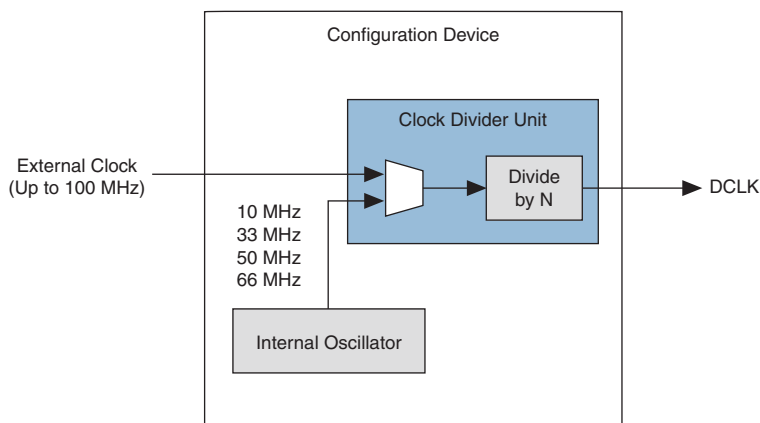 Configuration Device
Clock Divider Unit
External Clock
(Up to 100 MHz)
Divide
by N
DCLK
10 MHz
33 MHz
50 MHz
66 MHz
Internal Oscillator